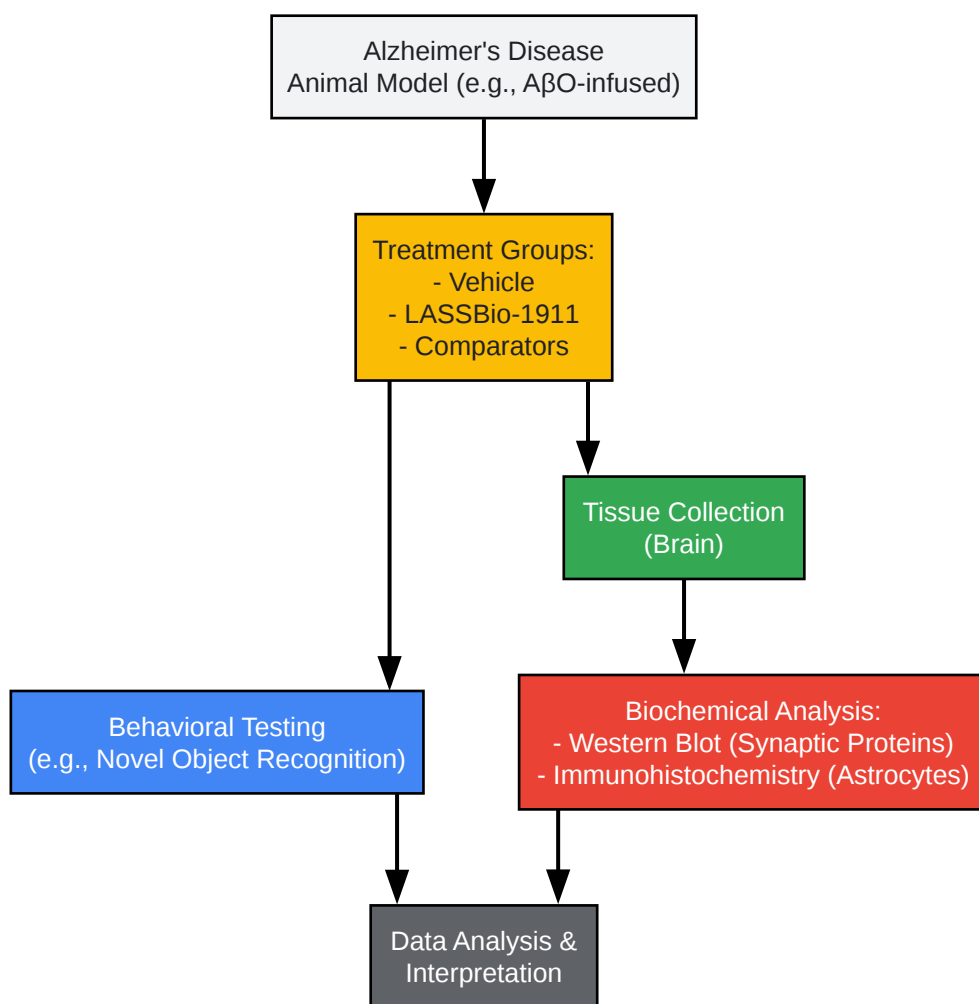 Alzheimer's Disease
Animal Model (e.g., AβO-infused)
Treatment Groups:
- Vehicle
- LASSBio-1911
- Comparators
Tissue Collection
(Brain)
Behavioral Testing
(e.g., Novel Object Recognition)
Biochemical Analysis:
- Western Blot (Synaptic Proteins)
- Immunohistochemistry (Astrocytes)
Data Analysis &
Interpretation